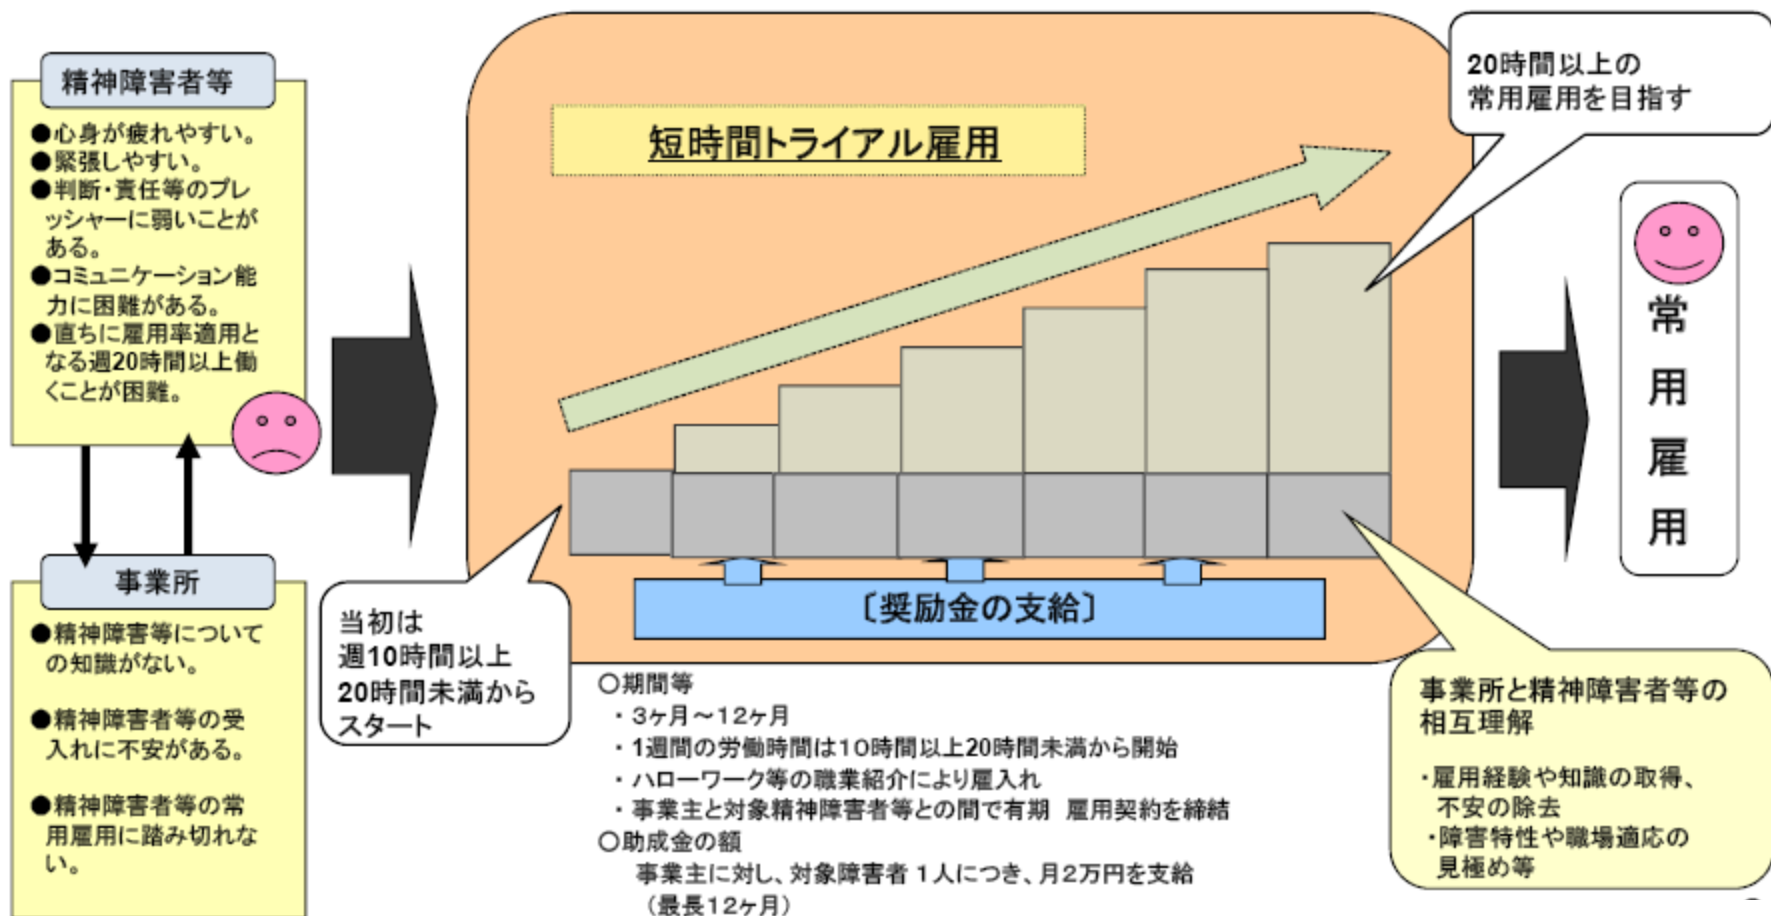 精神障害者等
●心身が疲れやすい。
●緊張しやすい。
●判断・責任等のプレ
ッシャーに弱いことが
ある。
●コミュニケーション能
力に困難がある。
●直ちに雇用率適用と
なる週20時間以上働
くことが困難。
事業所
●精神障害等について
の知識がない。
●精神障害者等の受
入れに不安がある。
●精神障害者等の常
用雇用に踏み切れな
い。
短時間トライアル雇用
20時間以上の
常用雇用を目指す
当初は
週10時間以上
20時間未満から
スタート
〔奨励金の支給〕
○期間等
・3ヶ月～12ヶ月
・1週間の労働時間は10時間以上20時間未満から開始
・ハローワーク等の職業紹介により雇入れ
・事業主と対象精神障害者等との間で有期 雇用契約を締結
○助成金の額
事業主に対し、対象障害者1人につき、月2万円を支給
（最長12ヶ月）
事業所と精神障害者等の
相互理解
・雇用経験や知識の取得、
不安の除去
・障害特性や職場適応の
見極め等
常用雇用